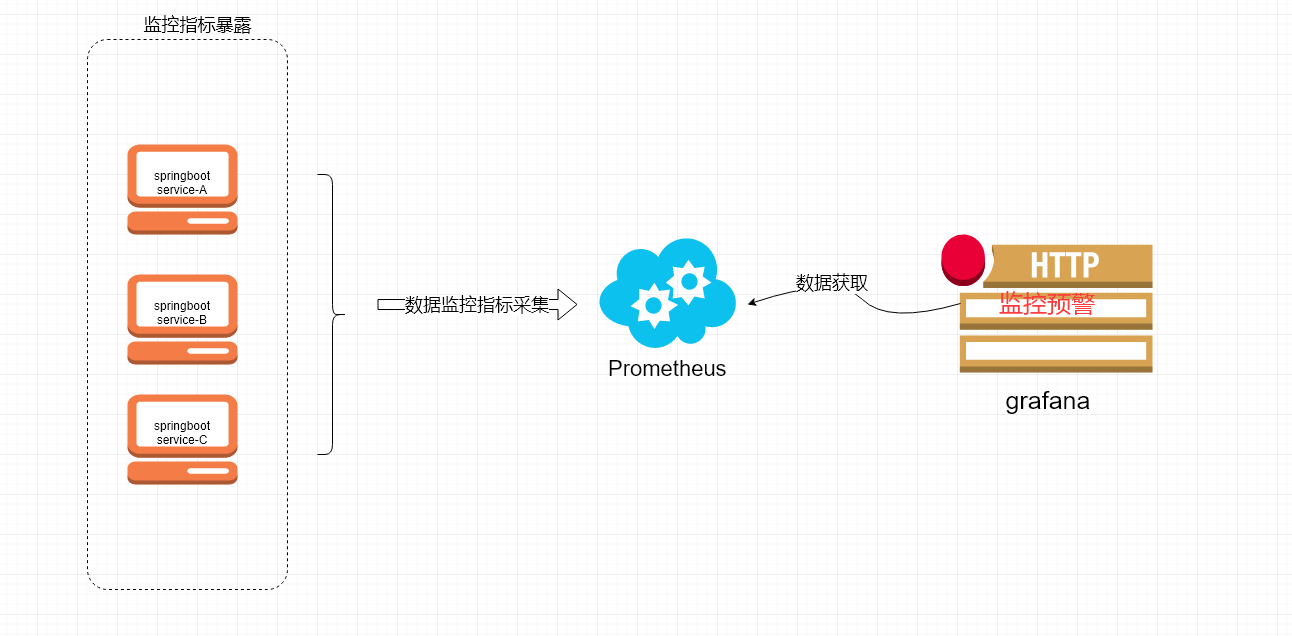 监控指标暴露
springboot
service-A
springboot
service-B
springboot
service-C
数据监控指标采集
Prometheus
数据获取
HTTP
监控预警
grafana